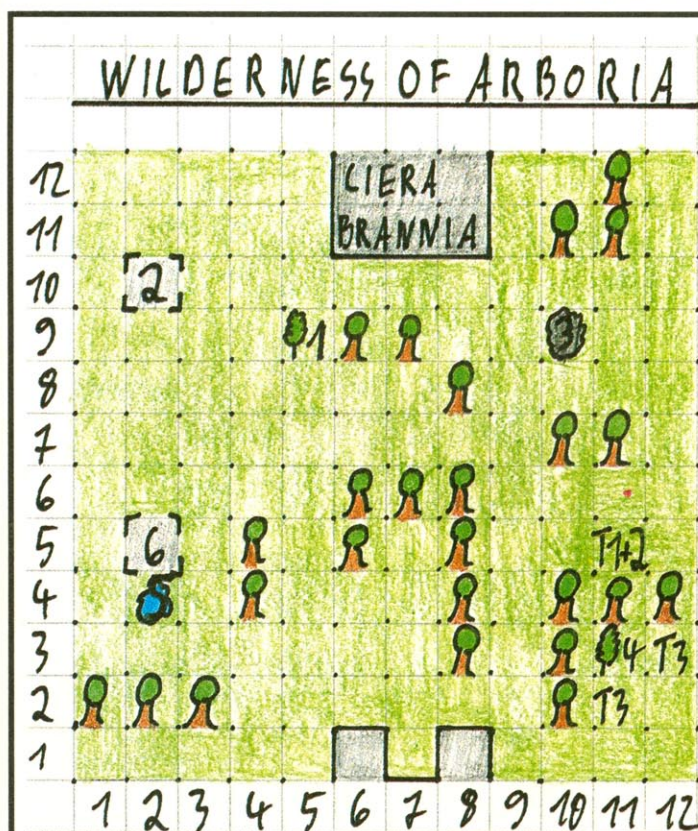 WILDERNESS OF ARBORIA
12 CIERA
11 BRANNIA
10 2
9 1 3
8
7
6
5 6 T1+2
4
3 4 T3
2 T3
1
1 2 3 4 5 6 7 8 9 10 11 12